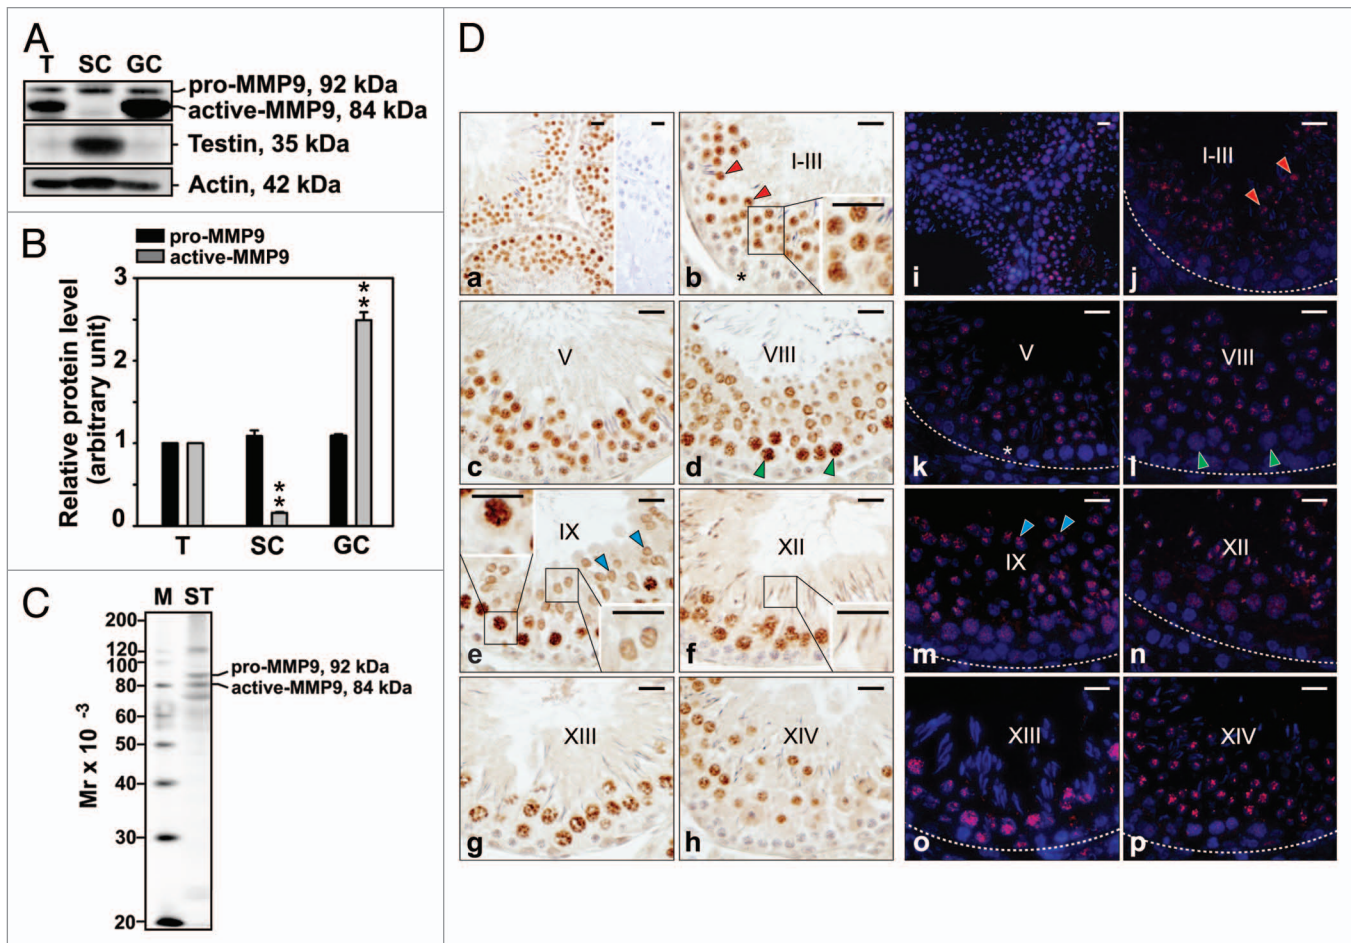 A
T SC GC
pro-MMP9, 92 kDa
active-MMP9, 84 kDa
Testin, 35 kDa
Actin, 42 kDa
B
pro-MMP9
active-MMP9
Relative protein level
(arbitrary unit)
3
2
1
0
**
**
T SC GC
C
M ST
200
120
100
80
60
50
40
30
20
Mr x 10 -3
pro-MMP9, 92 kDa
active-MMP9, 84 kDa
D
a
I-III
*
b
V
c
VIII
d
IX
e
XII
f
XIII
g
XIV
h
i
I-III
j
V
*
k
VIII
l
IX
m
XII
n
XIII
o
XIV
p